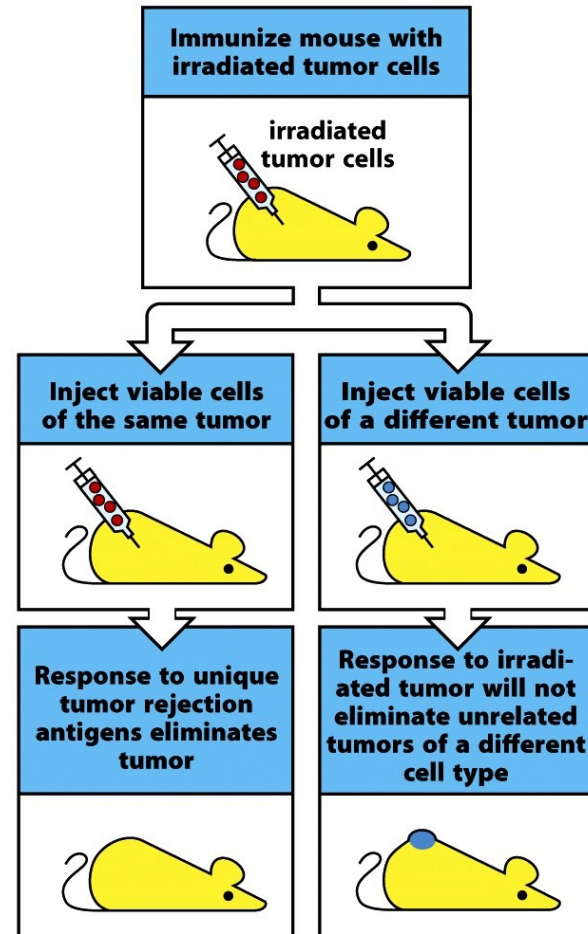 Immunize mouse with
irradiated tumor cells
irradiated
tumor cells
Inject viable cells
of the same tumor
Inject viable cells
of a different tumor
Response to unique
tumor rejection
antigens eliminates
tumor
Response to irradi-
ated tumor will not
eliminate unrelated
tumors of a different
cell type